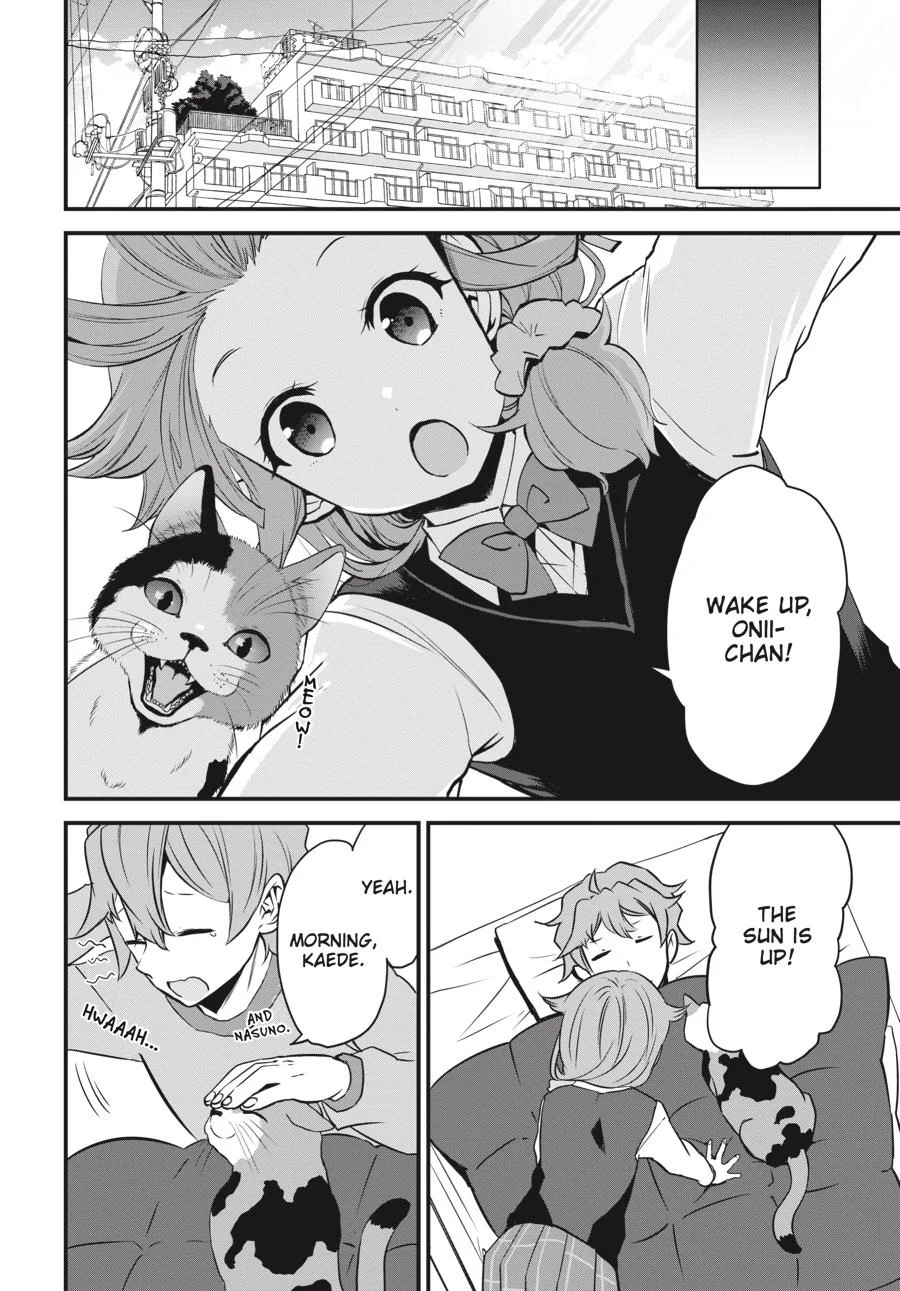 WAKE UP,
ONII-
CHAN!
MEOW!
THE
SUN IS
UP!
YEAH.
MORNING,
KAEDE.
AND
NASUNO.
HWAAAH...